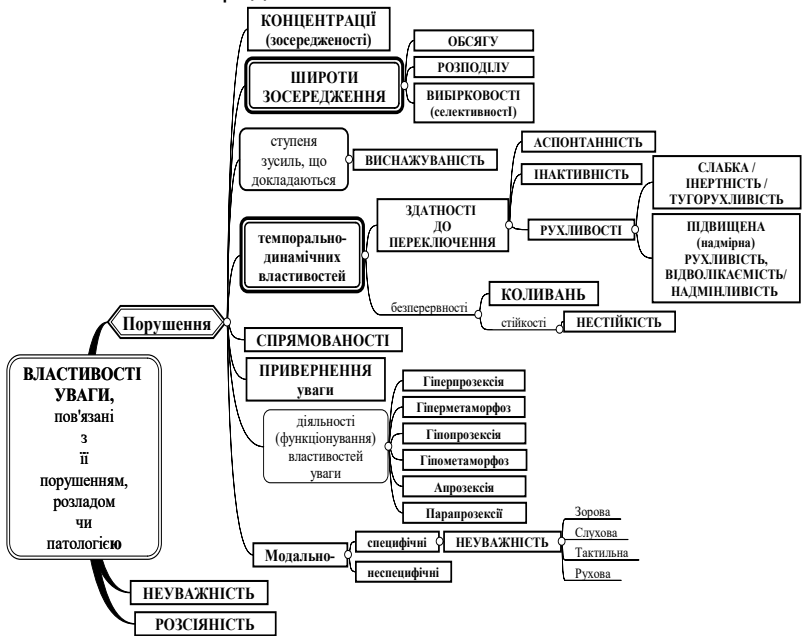 КОНЦЕНТРАЦІЇ
(зосередженості)
ШИРОТИ
ЗОСЕРЕДЖЕННЯ
ОБСЯГУ
РОЗПОДІЛУ
ВИБІРКОВОСТІ
(селективностІ)
ступеня
зусиль, що
докладаються
ВИСНАЖУВАНІСТЬ
темпорально-
динамічних
властивостей
ЗДАТНОСТІ
ДО
ПЕРЕКЛЮЧЕННЯ
АСПОНТАННІСТЬ
ІНАКТИВНІСТЬ
РУХЛИВОСТІ
СЛАБКА /
ІНЕРТНІСТЬ /
ТУГОРУХЛИВІСТЬ
ПІДВИЩЕНА
(надмірна)
РУХЛИВІСТЬ,
ВІДВОЛІКАЄМІСТЬ/
НАДМІНЛИВІСТЬ
безперервності
КОЛИВАНЬ
стійкості
НЕСТІЙКІСТЬ
Порушення
СПРЯМОВАНОСТІ
ПРИВЕРНЕННЯ
уваги
діяльності
(функціонування)
властивостей
уваги
Гіперпрозексія
Гіперметаморфоз
Гіпопрозексія
Гіпометаморфоз
Апрозексія
Парапрозексії
Модально-
специфічні
НЕУВАЖНІСТЬ
Зорова
Слухова
Тактильна
Рухова
неспецифічні
ВЛАСТИВОСТІ
УВАГИ,
пов'язані
з
її
порушенням,
розладом
чи
патологією
НЕУВАЖНІСТЬ
РОЗСІЯНІСТЬ